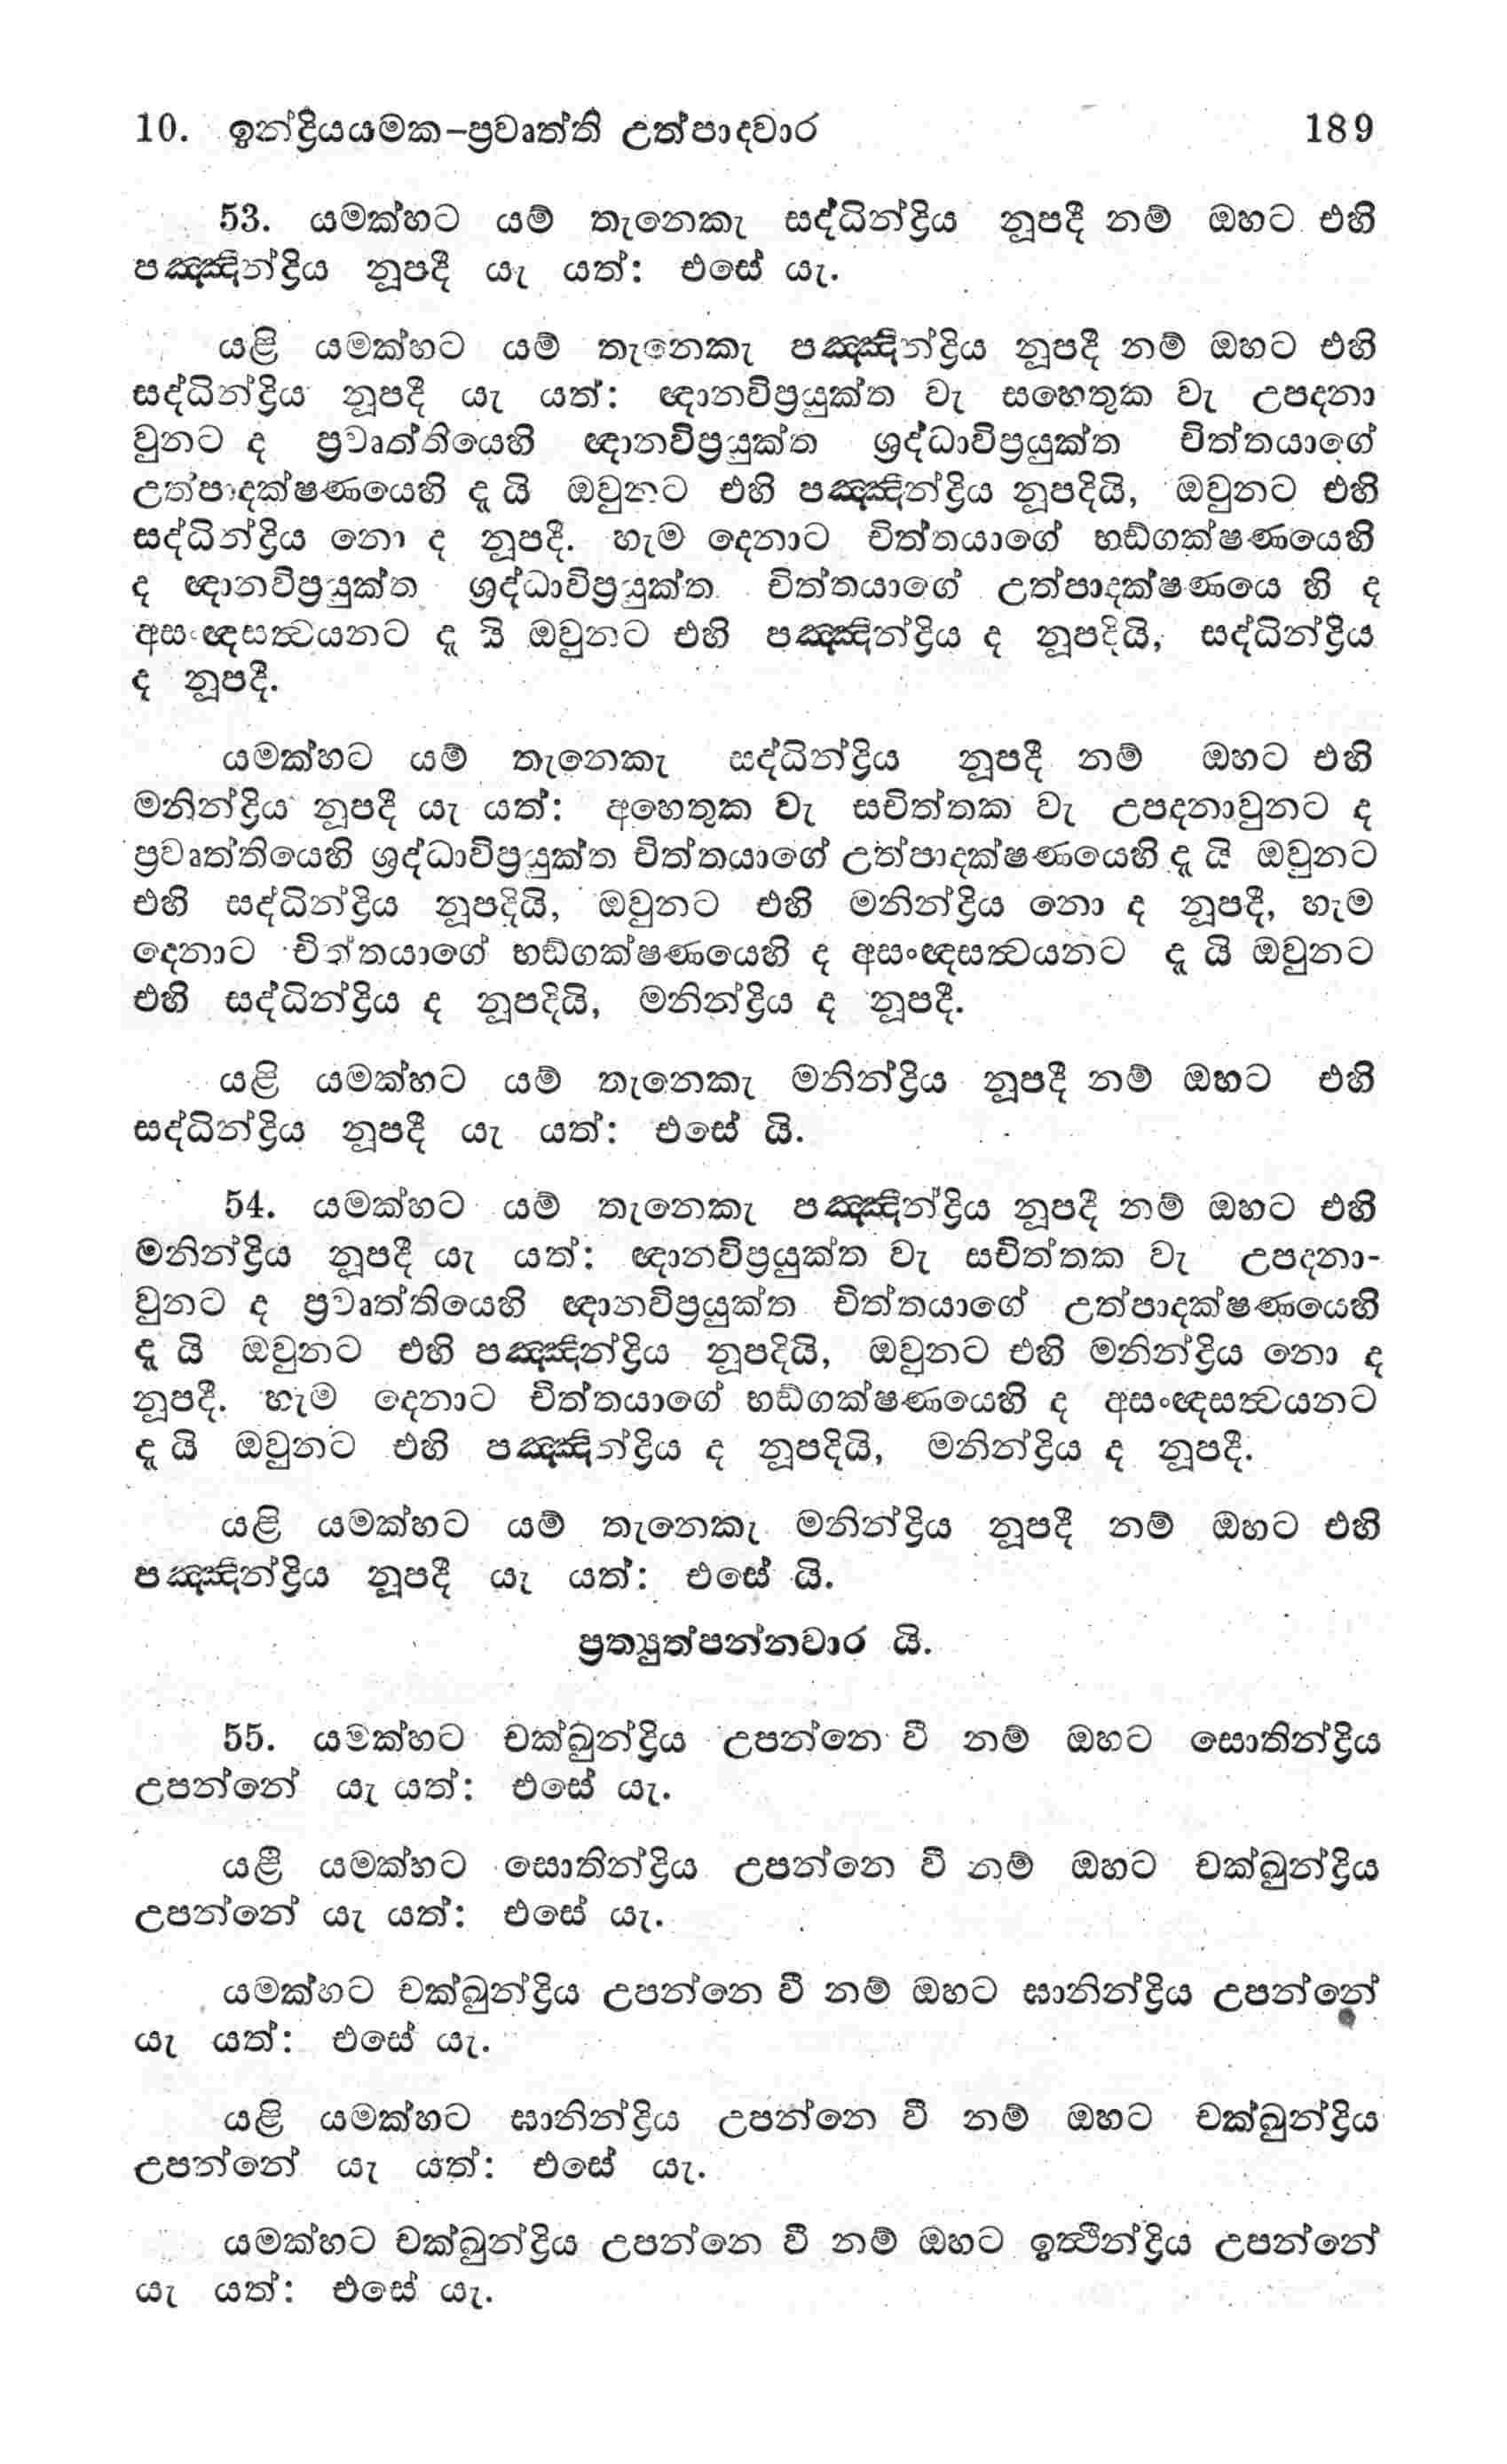 10. ඉන්ද්‍රියයමක–ප්‍රවෘත්ති උත්පාදවාර 189
53. යමක්හට යම් තැනෙකැ සද්ධින්ද්‍රිය නූපදී නම් ඔහට එහි
පඤ්ඤින්ද්‍රිය නූපදී යැ යත්: එසේ යැ.
යළි යමක්හට යම් තැනෙකැ පඤ්ඤින්ද්‍රිය නූපදී නම් ඔහට එහි
සද්ධින්ද්‍රිය නූපදී යැ යත්: ඥානවිප්‍රයුක්ත වැ සහෙතුක වැ උපදනා
වුනට ද ප්‍රවෘත්තියෙහි ඥානවිප්‍රයුක්ත ශ්‍රද්ධාවිප්‍රයුක්ත චිත්තයාගේ
උත්පාදක්ෂණයෙහි දැ යි ඔවුනට එහි පඤ්ඤින්ද්‍රිය නූපදියි, ඔවුනට එහි
සද්ධින්ද්‍රිය නො ද නූපදී. හැම දෙනාට චිත්තයාගේ භඞ්ගක්ෂණයෙහි
ද ඥානවිප්‍රයුක්ත ශ්‍රද්ධාවිප්‍රයුක්ත චිත්තයාගේ උත්පාදක්ෂණයෙ හි ද
අසංඥසත්‍වයනට දැ යි ඔවුනට එහි පඤ්ඤින්ද්‍රිය ද නූපදියි, සද්ධින්ද්‍රිය
ද නූපදී.
යමක්හට යම් තැනෙකැ සද්ධින්ද්‍රිය නූපදී නම් ඔහට එහි
මනින්ද්‍රිය නූපදී යැ යත්: අහෙතුක වැ සචිත්තක වැ උපදනාවුනට ද
ප්‍රවෘත්තියෙහි ශ්‍රද්ධාවිප්‍රයුක්ත චිත්තයාගේ උත්පාදක්ෂණයෙහි දැ යි ඔවුනට
එහි සද්ධින්ද්‍රිය නූපදියි, ඔවුනට එහි මනින්ද්‍රිය නො ද නූපදී, හැම
දෙනාට චිත්තයාගේ භඞ්ගක්ෂණයෙහි ද අසංඥසත්‍වයනට දැ යි ඔවුනට
එහි සද්ධින්ද්‍රිය ද නූපදියි, මනින්ද්‍රිය ද නූපදී.
යළි යමක්හට යම් තැනෙකැ මනින්ද්‍රිය නූපදී නම් ඔහට එහි
සද්ධින්ද්‍රිය නූපදී යැ යත්: එසේ යි.
54. යමක්හට යම් තැනෙකැ පඤ්ඤින්ද්‍රිය නූපදී නම් ඔහට එහි
මනින්ද්‍රිය නූපදී යැ යත්: ඥානවිප්‍රයුක්ත වැ සචිත්තක වැ උපදනා-
වුනට ද ප්‍රවෘත්තියෙහි ඥානවිප්‍රයුක්ත චිත්තයාගේ උත්පාදක්ෂණයෙහි
දැ යි ඔවුනට එහි පඤ්ඤින්ද්‍රිය නූපදියි, ඔවුනට එහි මනින්ද්‍රිය නො ද
නූපදී. හැම දෙනාට චිත්තයාගේ භඞ්ගක්ෂණයෙහි ද අසංඥසත්‍වයනට
දැ යි ඔවුනට එහි පඤ්ඤින්ද්‍රිය ද නූපදියි, මනින්ද්‍රිය ද නූපදී.
යළි යමක්හට යම් තැනෙකැ මනින්ද්‍රිය නූපදී නම් ඔහට එහි
පඤ්ඤින්ද්‍රිය නූපදී යැ යත්: එසේ යි.
ප්‍රත්‍යුත්පන්නවාර යි.
55. යමක්හට චක්ඛුන්ද්‍රිය උපන්නෙ වී නම් ඔහට සොතින්ද්‍රිය
උපන්නේ යැ යත්: එසේ යැ.
යළි යමක්හට සොතින්ද්‍රිය උපන්නෙ වී නම් ඔහට චක්ඛුන්ද්‍රිය
උපන්නේ යැ යත්: එසේ යැ.
යමක්හට චක්ඛුන්ද්‍රිය උපන්නෙ වී නම් ඔහට ඝානින්ද්‍රිය උපන්නේ
යැ යත්: එසේ යැ.
යළි යමක්හට ඝානින්ද්‍රිය උපන්නෙ වී නම් ඔහට චක්ඛුන්ද්‍රිය
උපන්නේ යැ යත්: එසේ යැ.
යමක්හට චක්ඛුන්ද්‍රිය උපන්නෙ වී නම් ඔහට ඉත්‍ථින්ද්‍රිය උපන්නේ
යැ යත්: එසේ යැ.